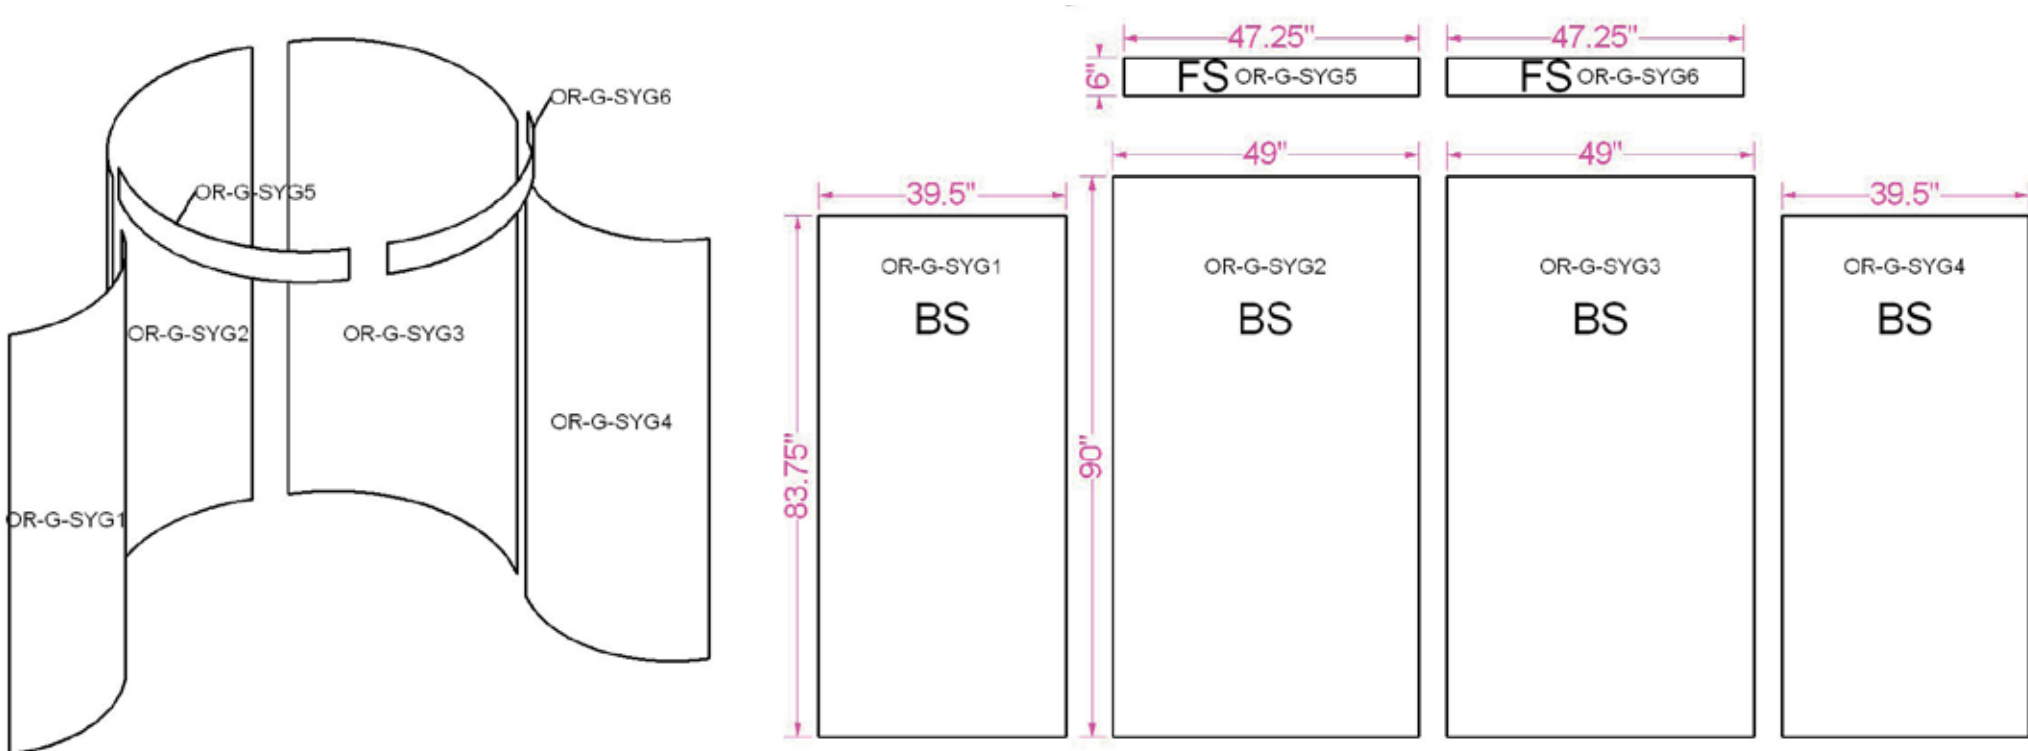 OR-G-SYG6
OR-G-SYG5
OR-G-SYG2
OR-G-SYG3
OR-G-SYG4
OR-G-SYG1
47.25"
47.25"
6"
FS OR-G-SYG5
FS OR-G-SYG6
49"
49"
39.5"
39.5"
OR-G-SYG1
OR-G-SYG2
OR-G-SYG3
OR-G-SYG4
BS
BS
BS
BS
83.75"
90"